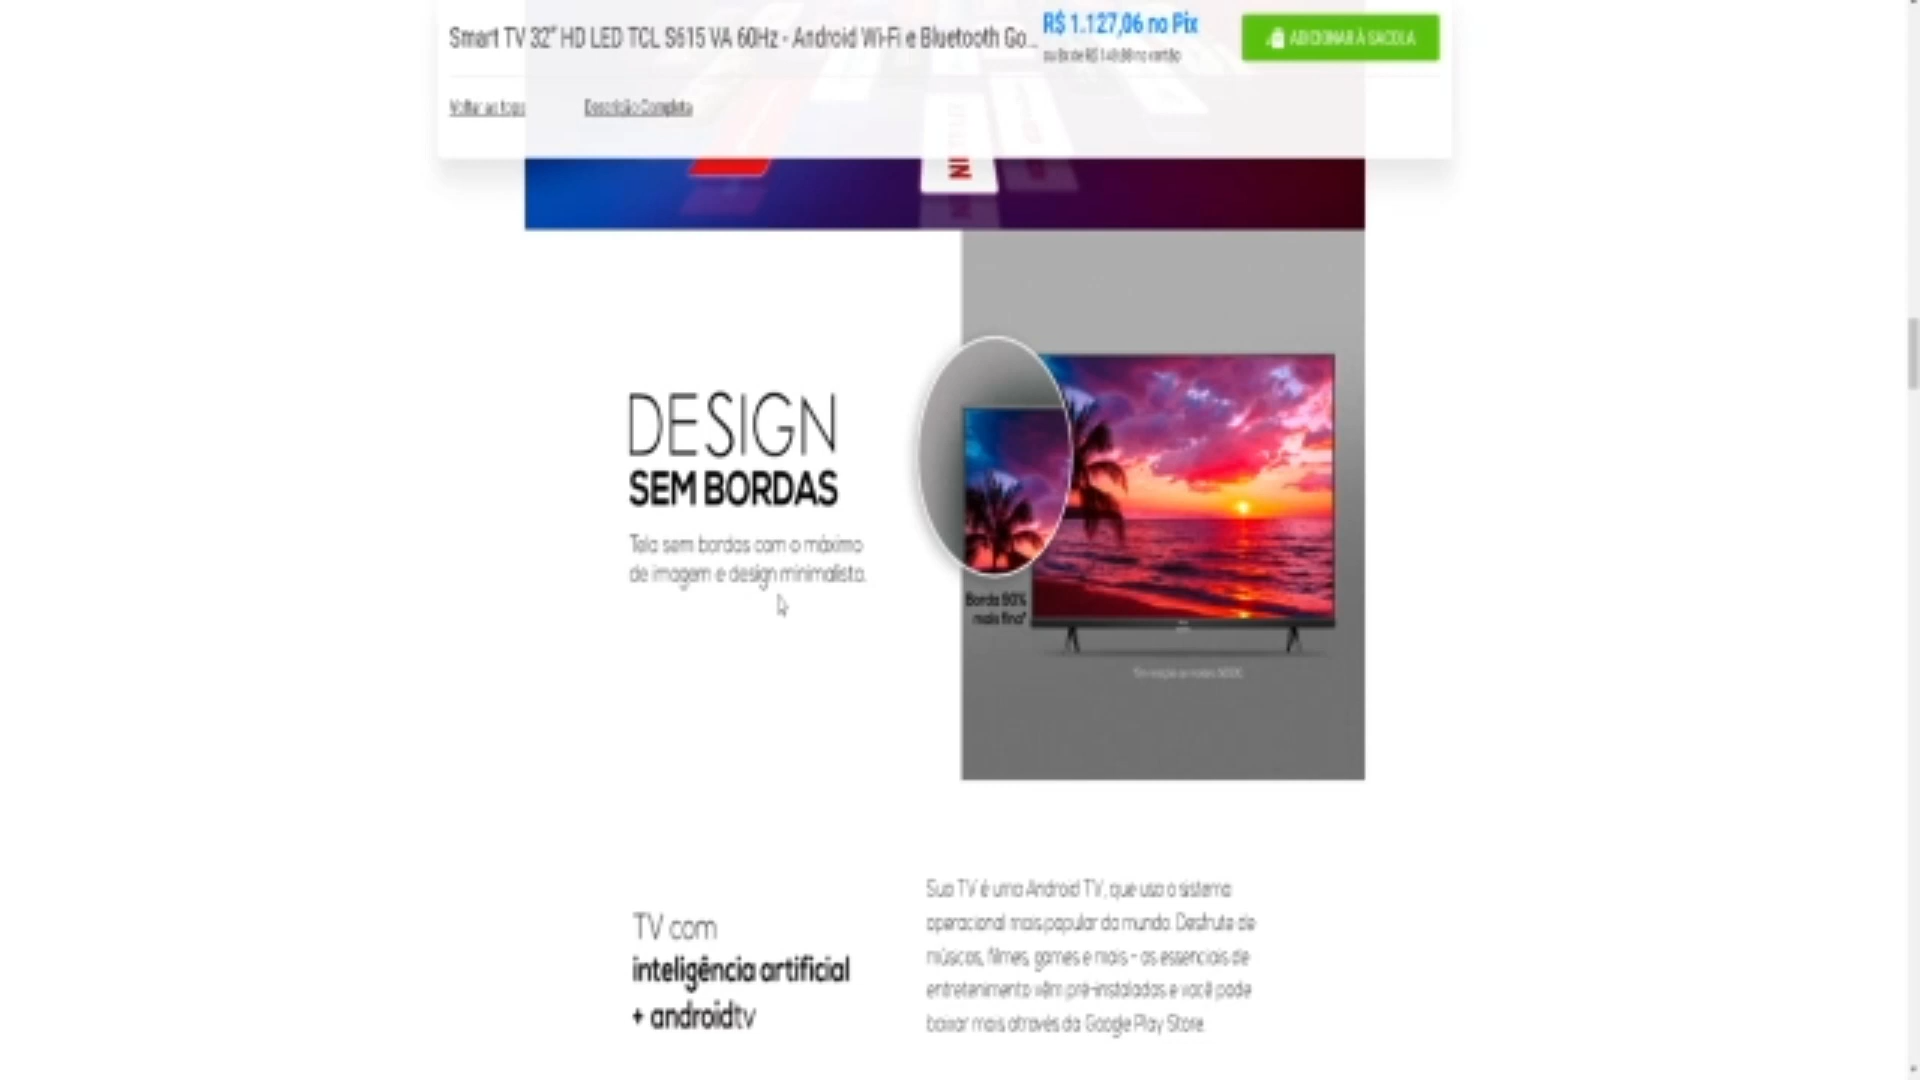 Smart TV 32" HD LED TCL S615 VA 60Hz - Android Wi-Fi e Bluetooth Go...
R$ 1.127,06 no Pix
ADICIONAR À SACOLA
Voltar ao topo
Descrição Completa
DESIGN
SEM BORDAS
Tela sem bordas com o máximo
de imagem e design minimalista.
Borda 90%
mais fina*
TV com
inteligência artificial
+ androidtv
Sua TV é uma Android TV, que usa o sistema
operacional mais popular do mundo. Desfrute de
músicas, filmes, games e mais - os essenciais de
entretenimento vêm pré-instalados e você pode
baixar mais através da Google Play Store.